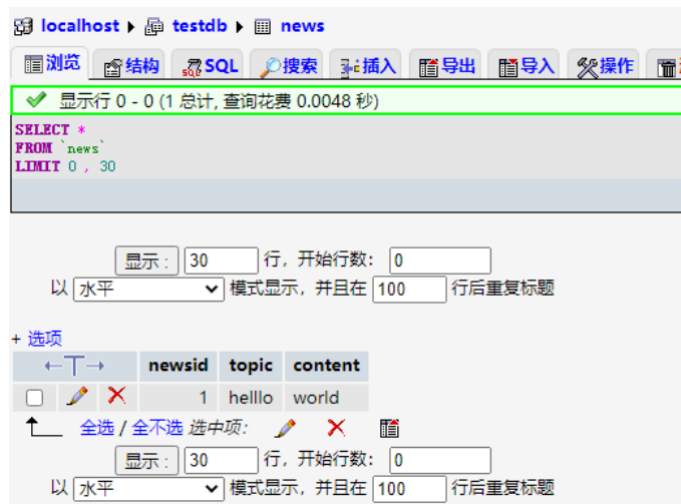 localhost ▸ testdb ▸ news
浏览 结构 SQL 搜索 插入 导出 导入 操作
显示行 0 - 0 (1 总计, 查询花费 0.0048 秒)
SELECT *
FROM `news`
LIMIT 0 , 30
显示 : 30 行, 开始行数: 0
以 水平 模式显示, 并且在 100 行后重复标题
+ 选项
←T→ newsid topic content
1 helllo world
全选 / 全不选 选中项:
显示 : 30 行, 开始行数: 0
以 水平 模式显示, 并且在 100 行后重复标题